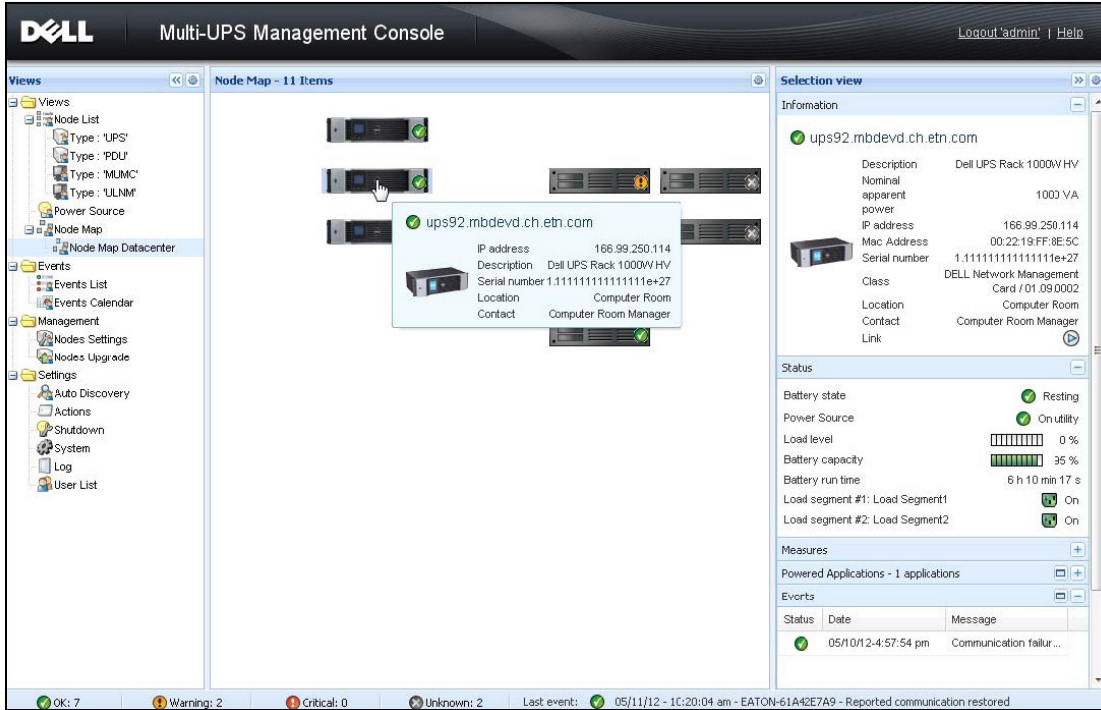 DELL
Multi-UPS Management Console
Logout 'admin' | Help
Views
Views
Node List
Type : 'UPS'
Type : 'PDU'
Type : 'MUMC'
Type : 'ULNM'
Power Source
Node Map
Node Map Datacenter
Events
Events List
Events Calendar
Management
Nodes Settings
Nodes Upgrade
Settings
Auto Discovery
Actions
Shutdown
System
Log
User List
Node Map - 11 Items
ups92.mbdevd.ch.etn.com
IP address 166.99.250.114
Description Dell UPS Rack 1000W HV
Serial number 1.111111111111111e+27
Location Computer Room
Contact Computer Room Manager
Selection view
Information
ups92.mbdevd.ch.etn.com
Description Dell UPS Rack 1000W HV
Nominal apparent power 1000 VA
IP address 166.99.250.114
Mac Address 00:22:19:FF:8E:5C
Serial number 1.111111111111111e+27
Class DELL Network Management
Card / 01.09.0002
Location Computer Room
Contact Computer Room Manager
Link
Status
Battery state Resting
Power Source On utility
Load level 0 %
Battery capacity 95 %
Battery run time 6 h 10 min 17 s
Load segment #1: Load Segment1 On
Load segment #2: Load Segment2 On
Measures
Powered Applications - 1 applications
Events
Status Date Message
05/10/12-4:57:54 pm Communication failur...
OK: 7 Warning: 2 Critical: 0 Unknown: 2 Last event: 05/11/12 - 10:20:04 am - EATON-61A42E7A9 - Reported communication restored